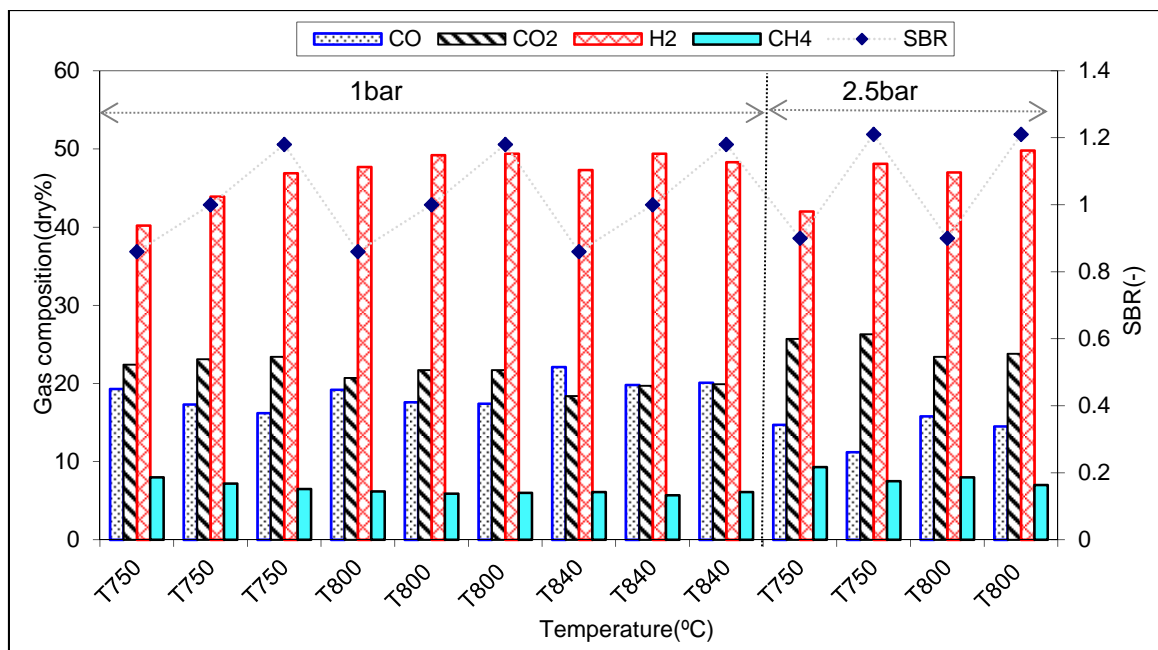 CO CO2 H2 CH4 SBR
1bar 2.5bar
Gas composition(dry%)
60
50
40
30
20
10
0
1.4
1.2
1
0.8
0.6
0.4
0.2
0
SBR(-)
T750 T750 T750 T800 T800 T800 T840 T840 T840 T750 T750 T800 T800
Temperature(ºC)